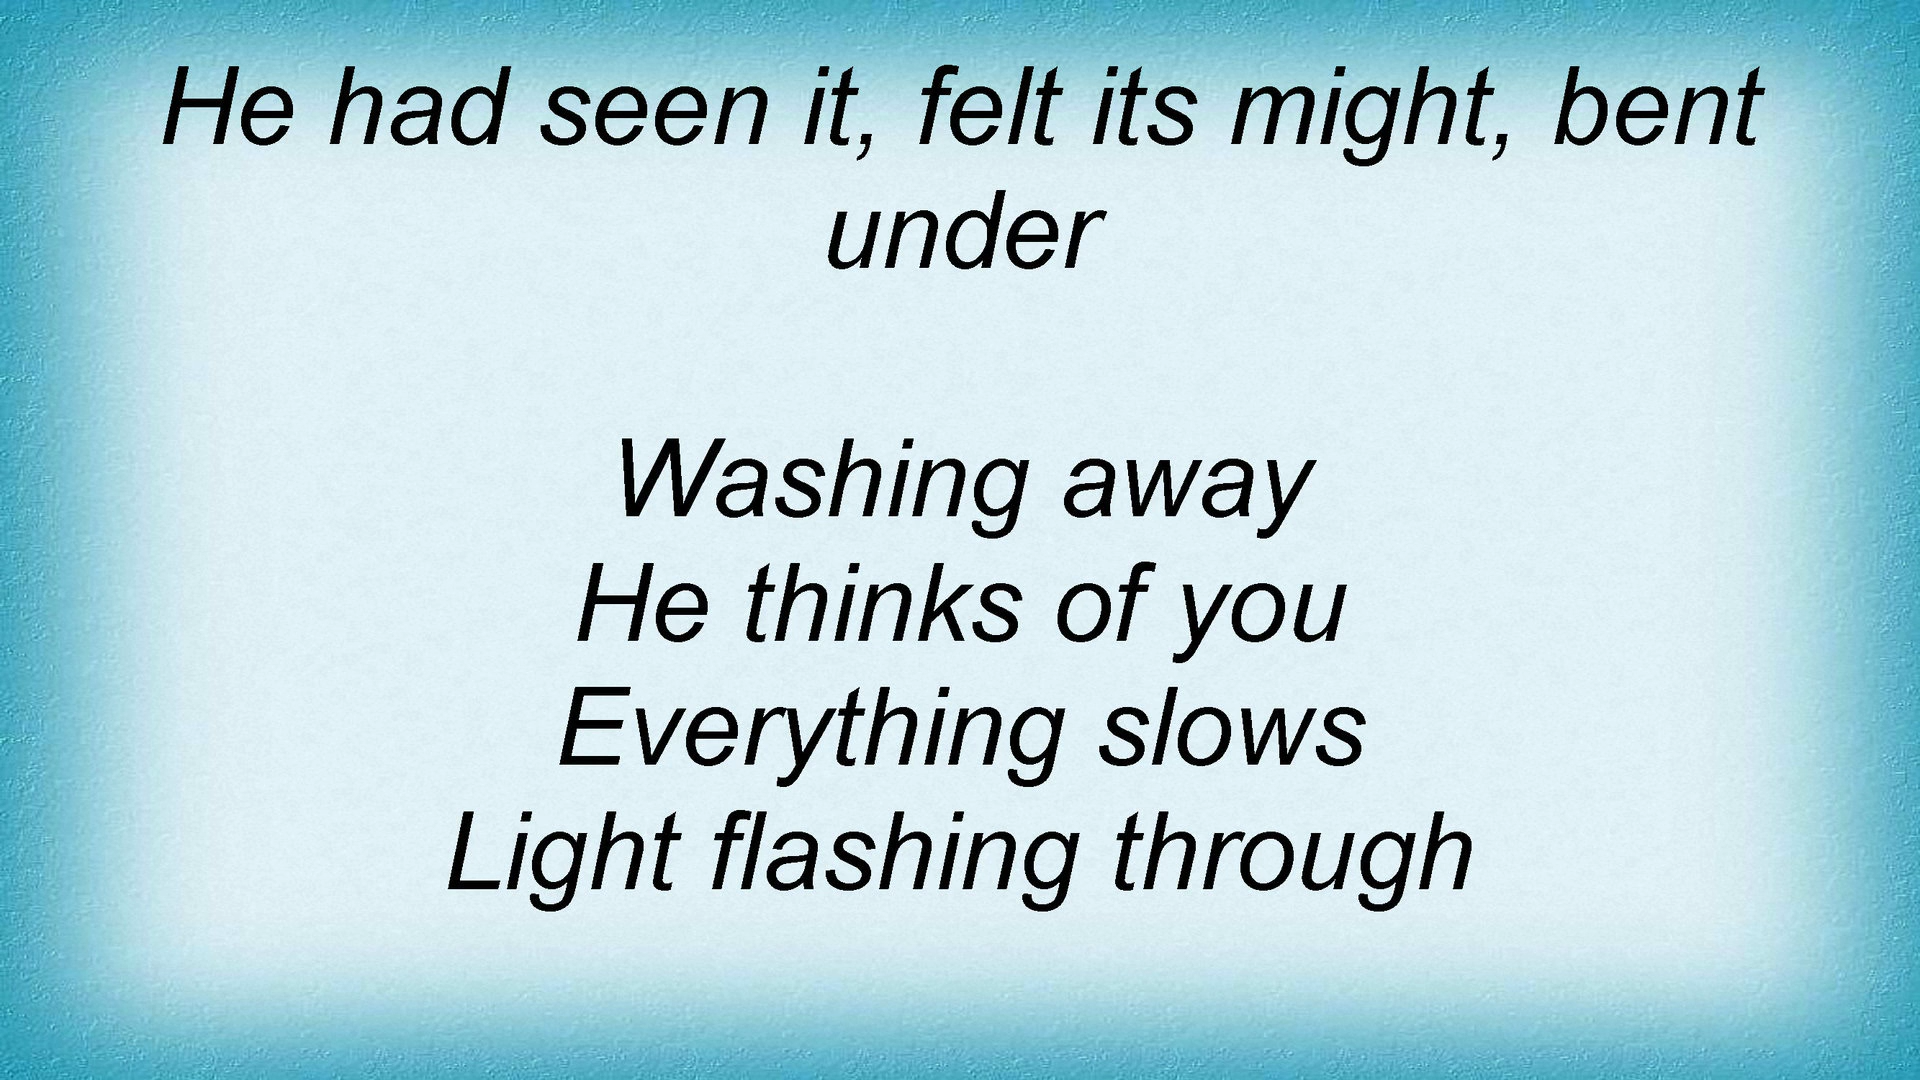 He had seen it, felt its might, bent
under
Washing away
He thinks of you
Everything slows
Light flashing through